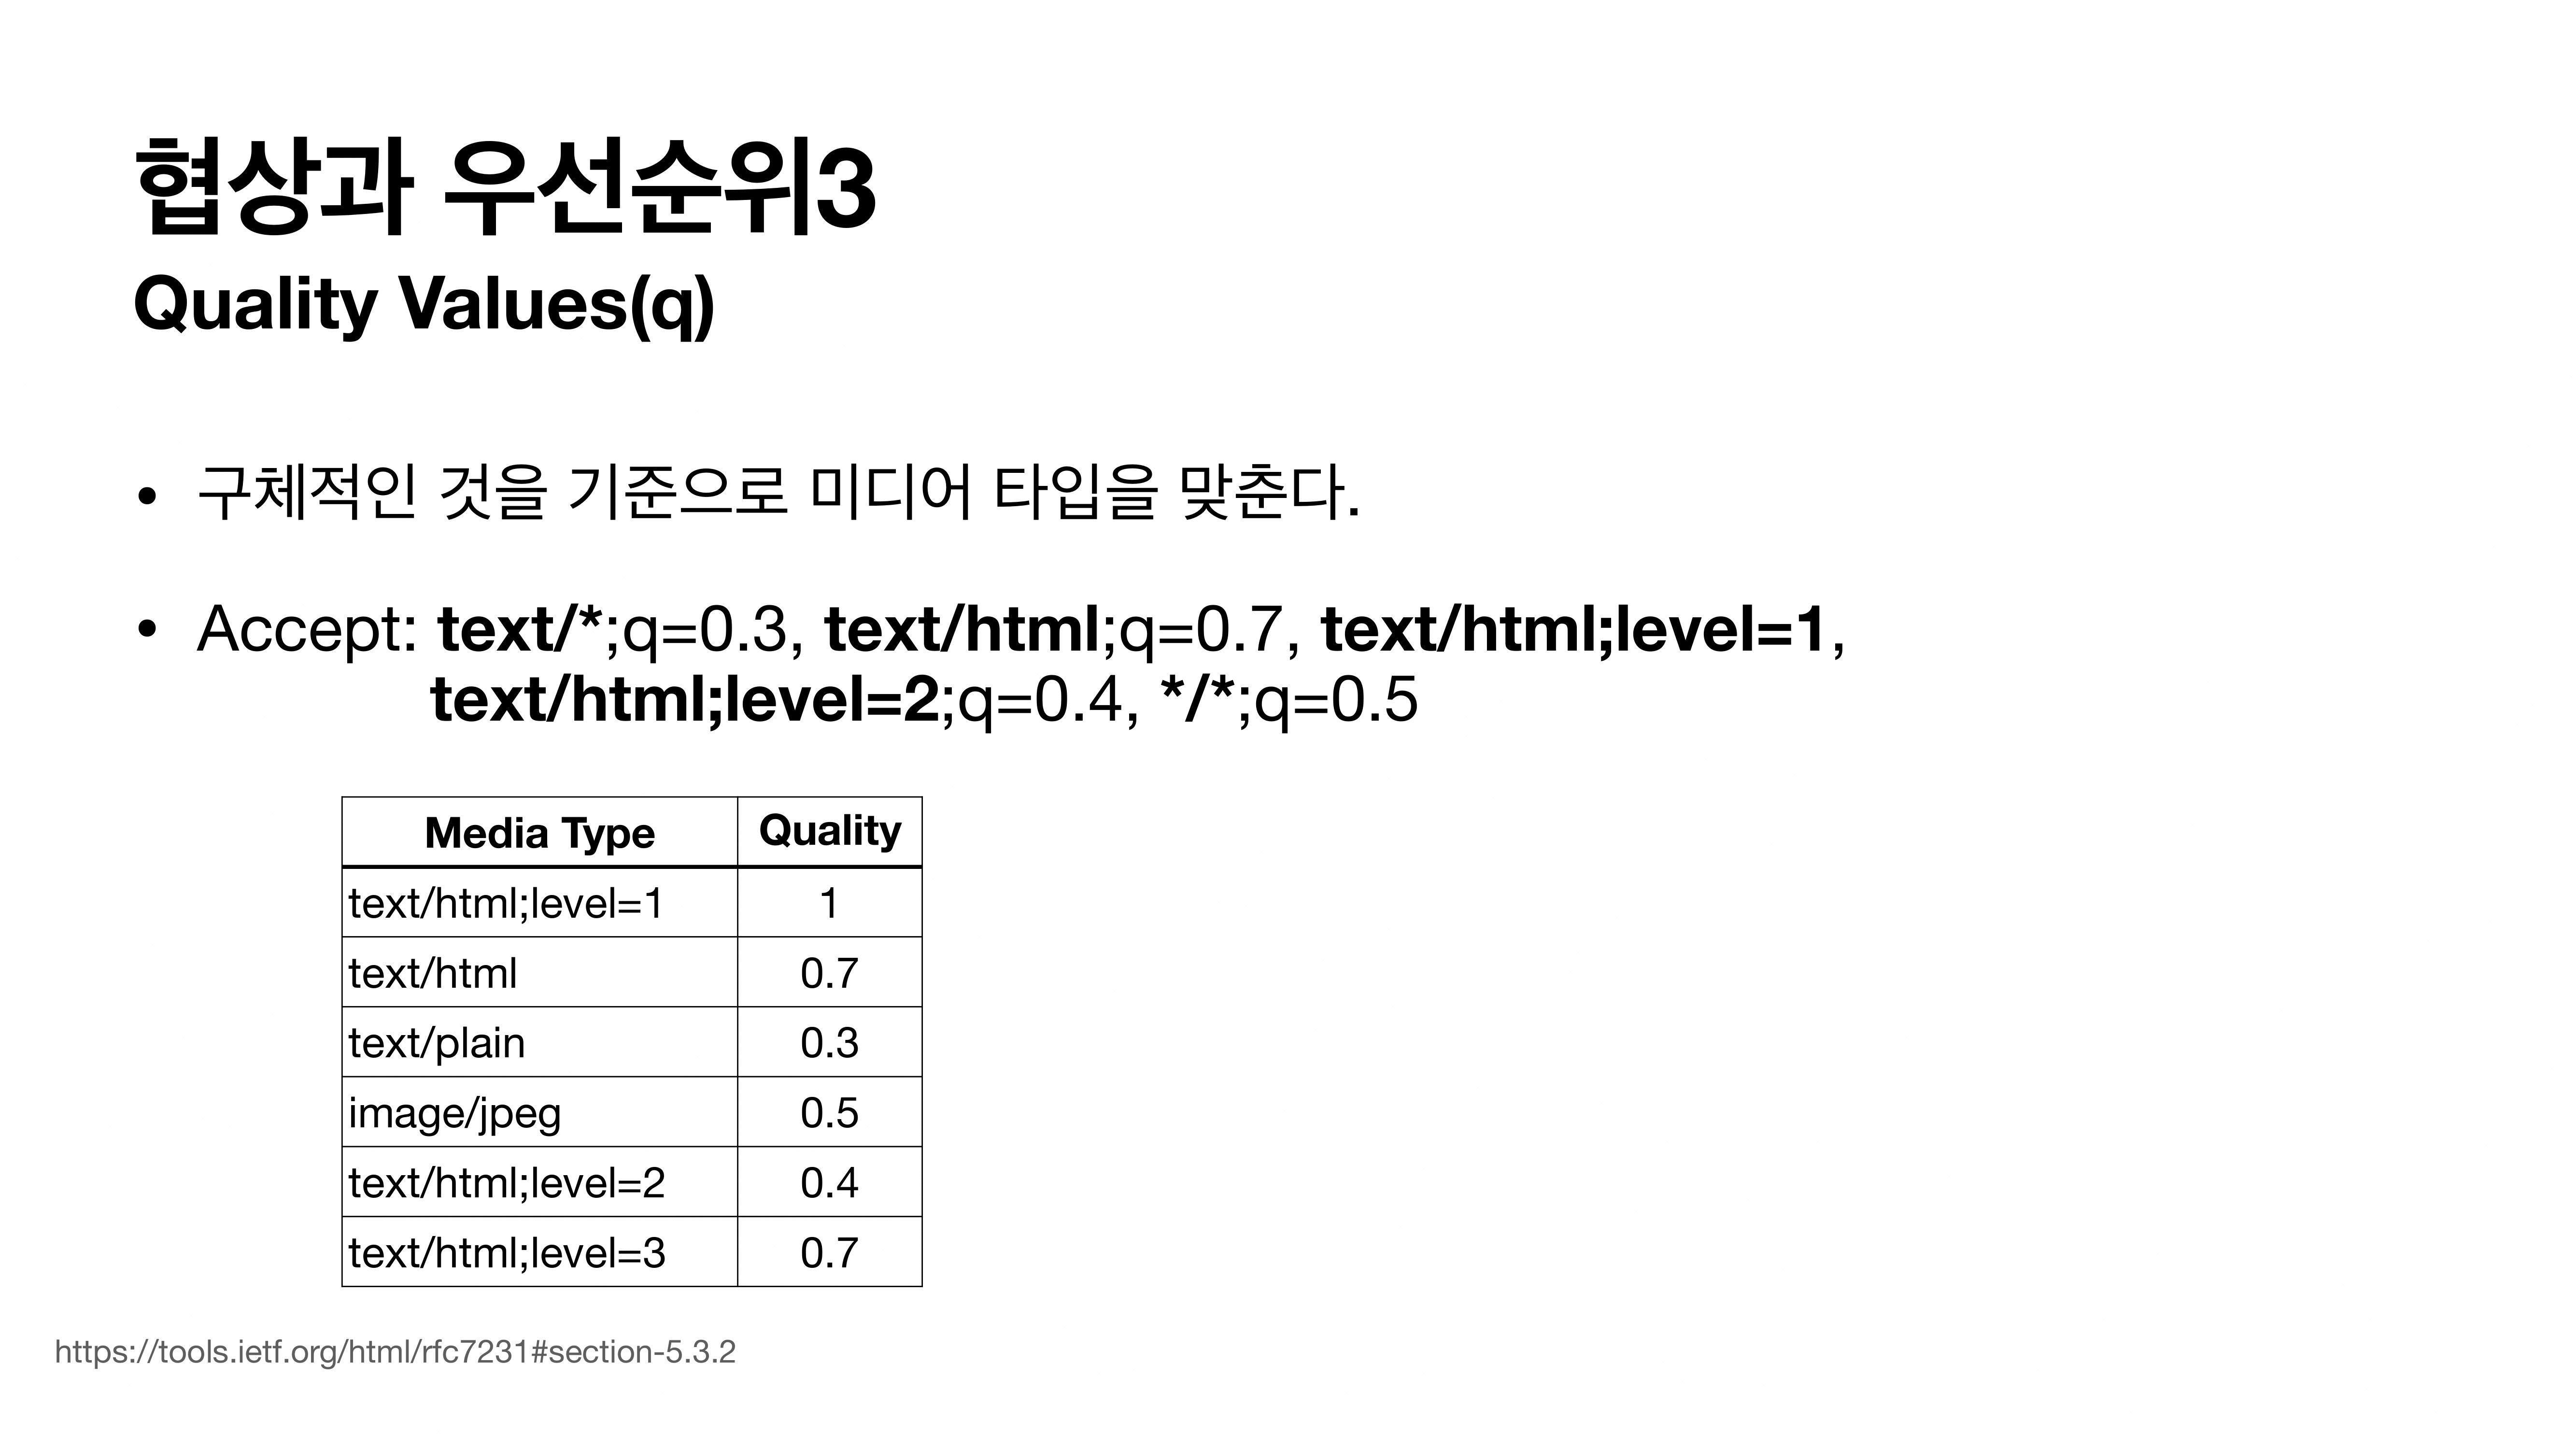 협상과 우선순위3
Quality Values(q)
• 구체적인 것을 기준으로 미디어 타입을 맞춘다.
• Accept: text/*;q=0.3, text/html;q=0.7, text/html;level=1,
text/html;level=2;q=0.4, */*;q=0.5
Media Type Quality
text/html;level=1 1
text/html 0.7
text/plain 0.3
image/jpeg 0.5
text/html;level=2 0.4
text/html;level=3 0.7
https://tools.ietf.org/html/rfc7231#section-5.3.2